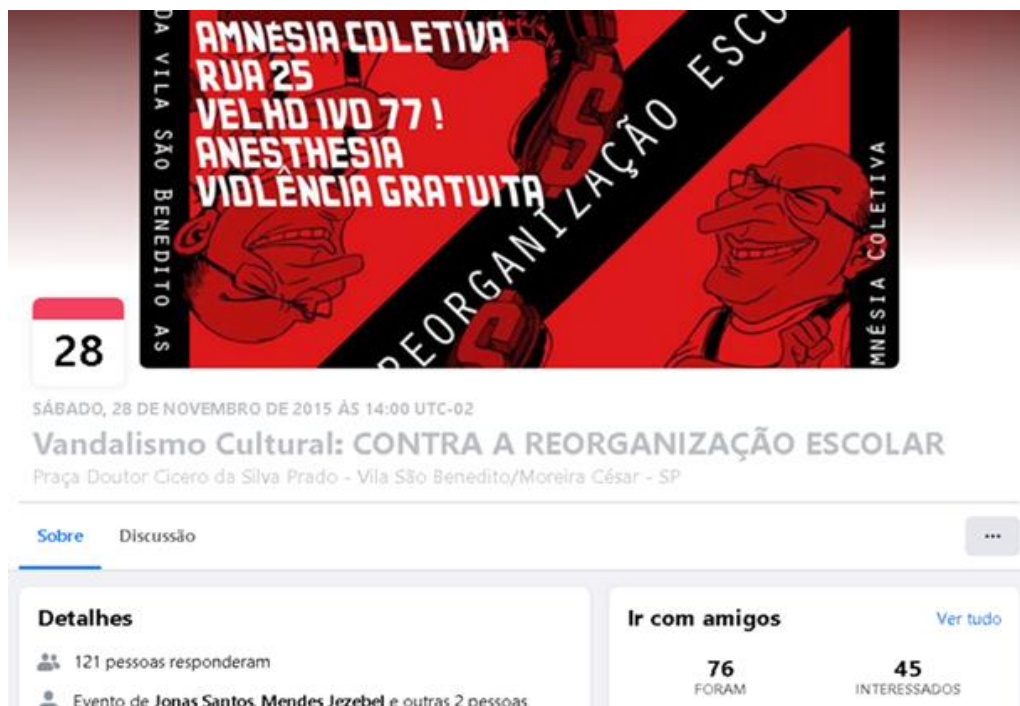 DA VILA SÃO BENEDITO AS
AMNÉSIA COLETIVA
RUA 25
VELHO IVO 77 !
ANESTHESIA
VIOLÊNCIA GRATUITA
REORGANIZAÇÃO ESCO
MNÉSIA COLETIVA
$
$
28
SÁBADO, 28 DE NOVEMBRO DE 2015 ÀS 14:00 UTC-02
Vandalismo Cultural: CONTRA A REORGANIZAÇÃO ESCOLAR
Praça Doutor Cicero da Silva Prado - Vila São Benedito/Moreira César - SP
Sobre Discussão
Detalhes
121 pessoas responderam
Evento de Jonas Santos, Mendes Jezebel e outras 2 pessoas
Ir com amigos Ver tudo
76 45
FORAM INTERESSADOS